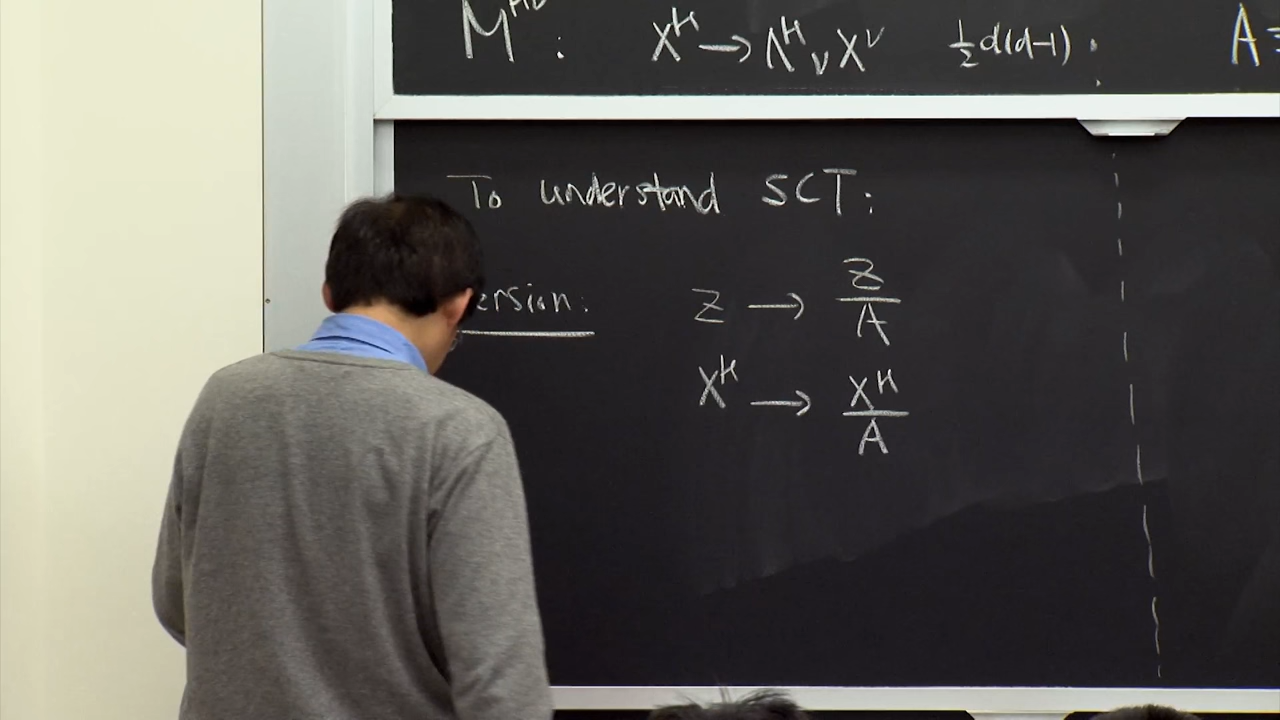 M^{μν} : X^μ → Λ^μ_ν X^ν ½d(d-1) : A =
To understand SCT:
ersion: z → z/A
X^μ → X^μ/A